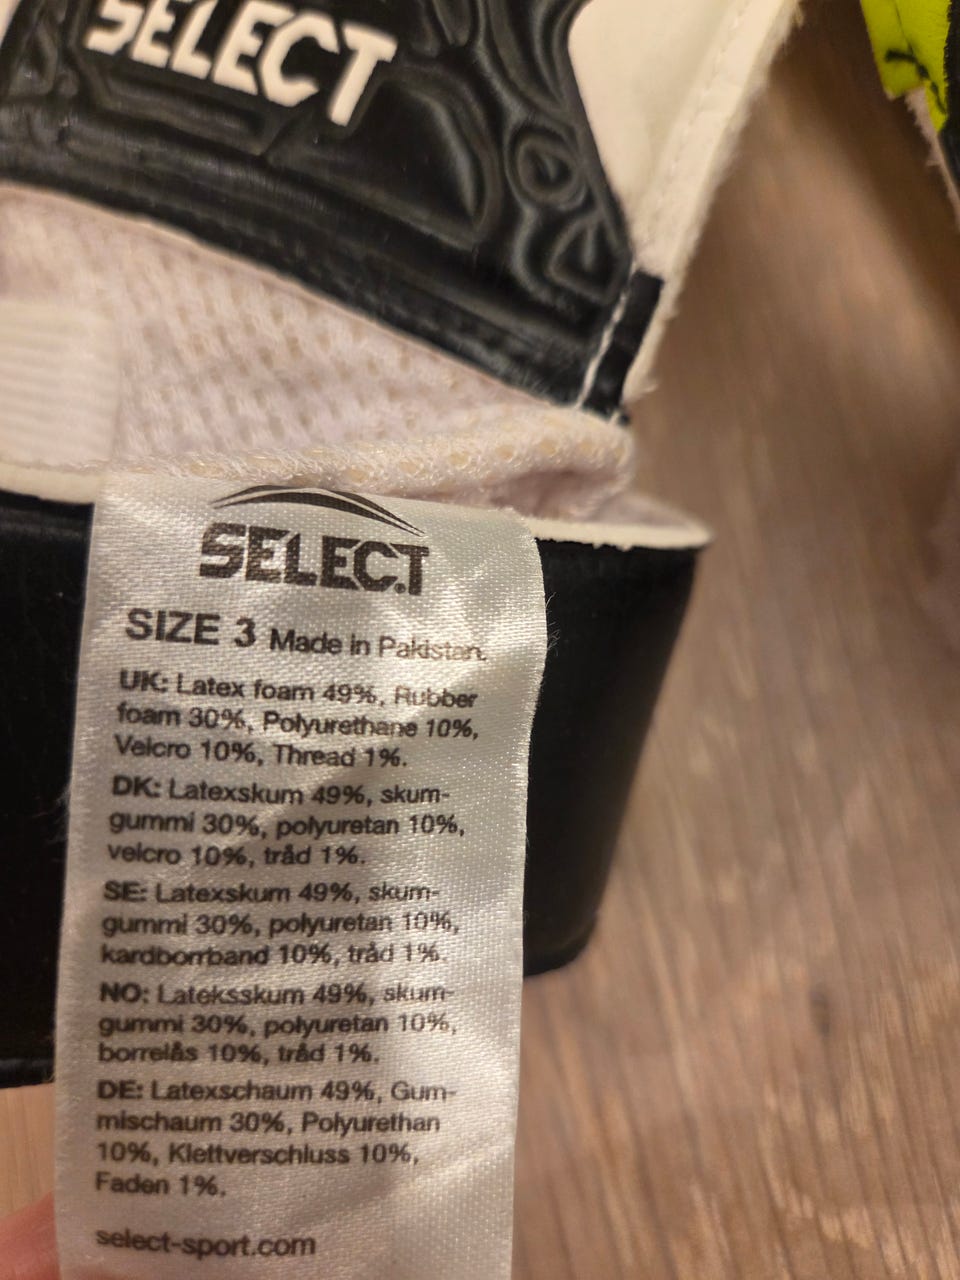 SELECT
SELECT
SIZE 3 Made in Pakistan.
UK: Latex foam 49%, Rubber
foam 30%, Polyurethane 10%,
Velcro 10%, Thread 1%.
DK: Latexskum 49%, skum-
gummi 30%, polyuretan 10%,
velcro 10%, tråd 1%.
SE: Latexskum 49%, skum-
gummi 30%, polyuretan 10%,
kardborrband 10%, tråd 1%.
NO: Lateksskum 49%, skum-
gummi 30%, polyuretan 10%,
borrelås 10%, tråd 1%.
DE: Latexschaum 49%, Gum-
mischaum 30%, Polyurethan
10%, Klettverschluss 10%,
Faden 1%.
select-sport.com